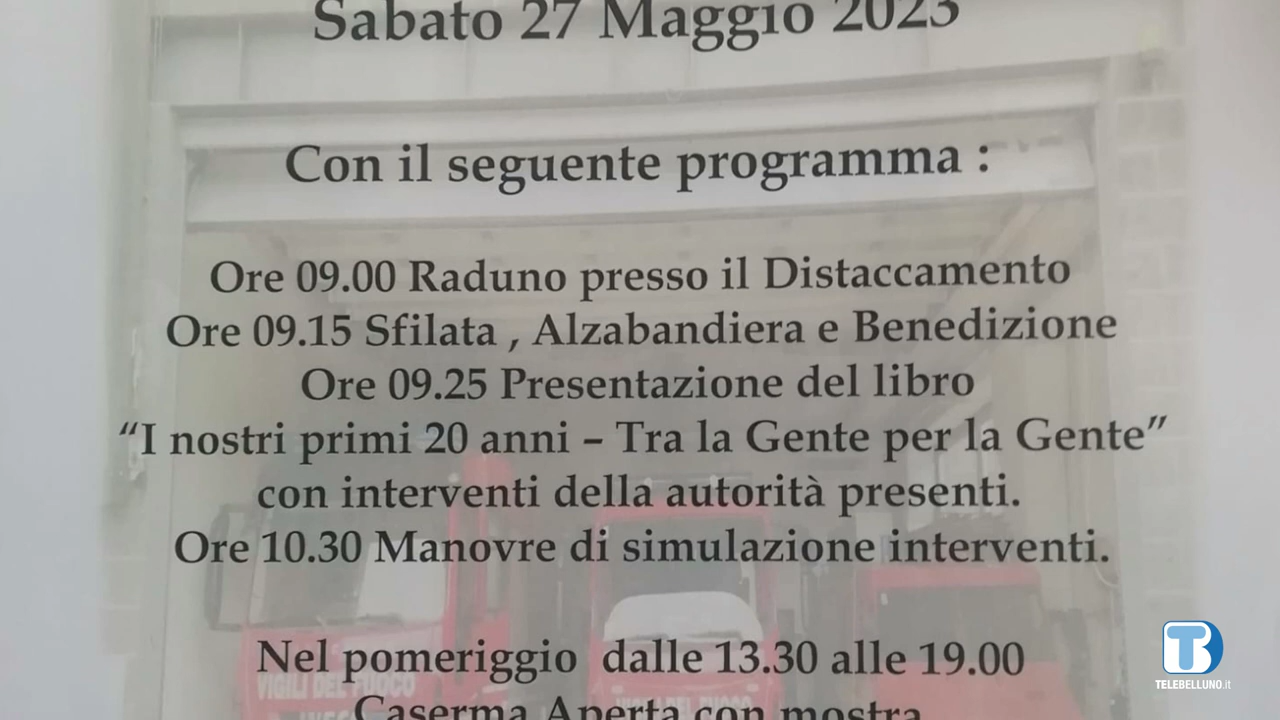 Sabato 27 Maggio 2023
Con il seguente programma :
Ore 09.00 Raduno presso il Distaccamento
Ore 09.15 Sfilata , Alzabandiera e Benedizione
Ore 09.25 Presentazione del libro
“I nostri primi 20 anni – Tra la Gente per la Gente”
con interventi della autorità presenti.
Ore 10.30 Manovre di simulazione interventi.
Nel pomeriggio dalle 13.30 alle 19.00
VIGILI DEL FUOCO
Caserma Aperta con mostra
TELEBELLUNO.it